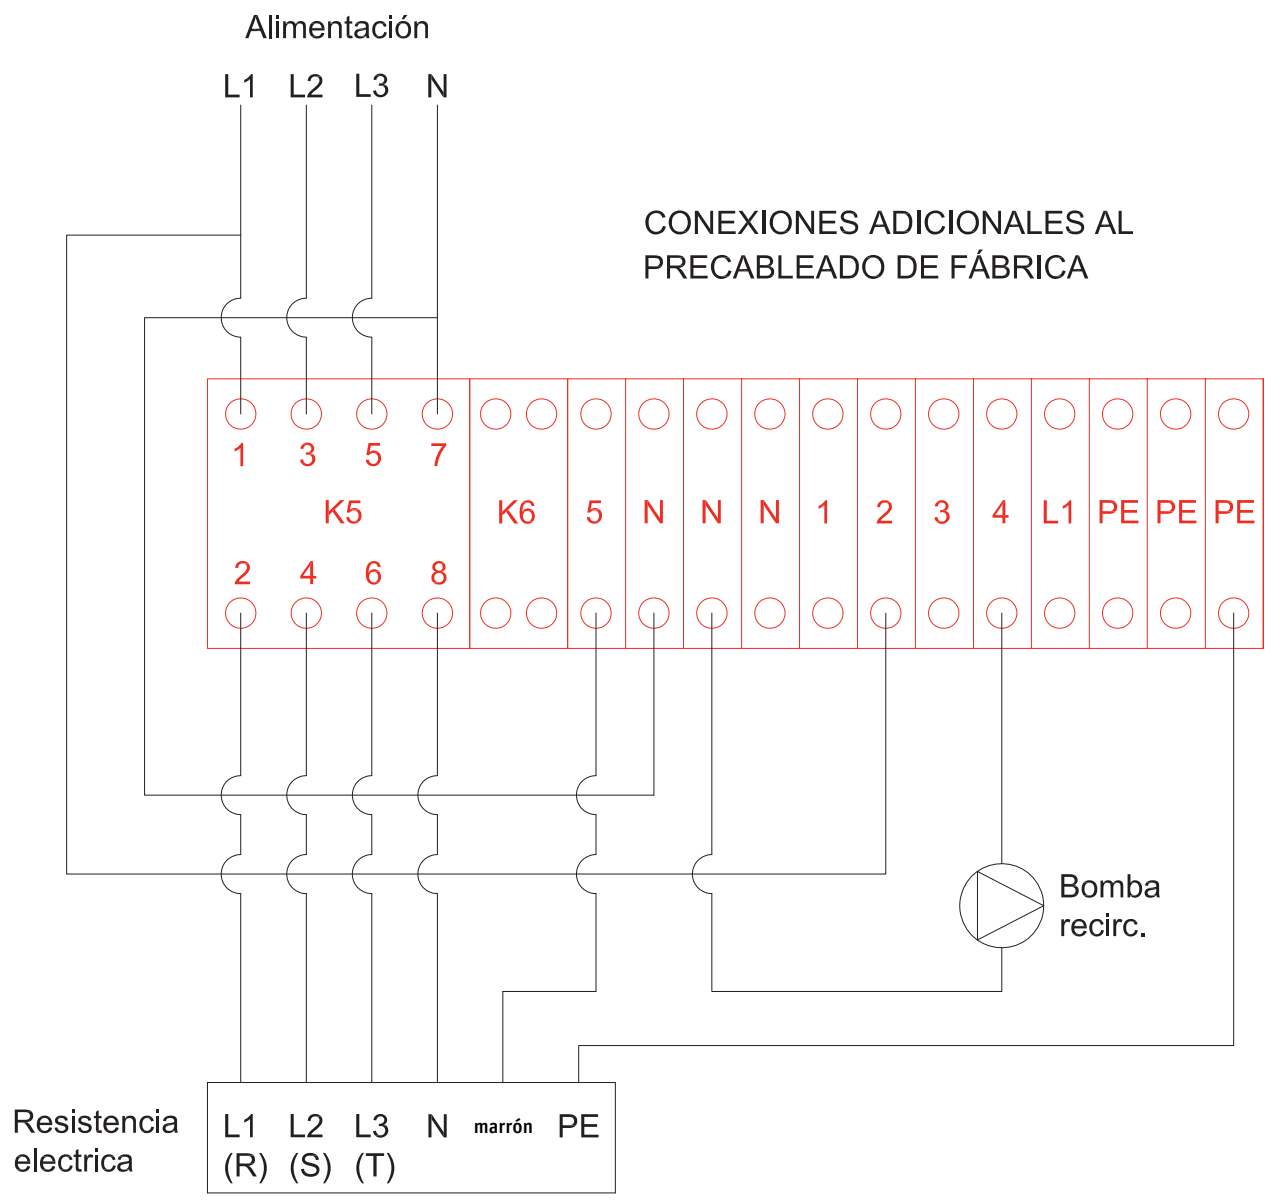 Alimentación
L1 L2 L3 N
CONEXIONES ADICIONALES AL
PRECABLEADO DE FÁBRICA
1 3 5 7
K5 K6 5 N N N 1 2 3 4 L1 PE PE PE
2 4 6 8
Bomba
recirc.
Resistencia
electrica
L1 L2 L3 N marrón PE
(R) (S) (T)